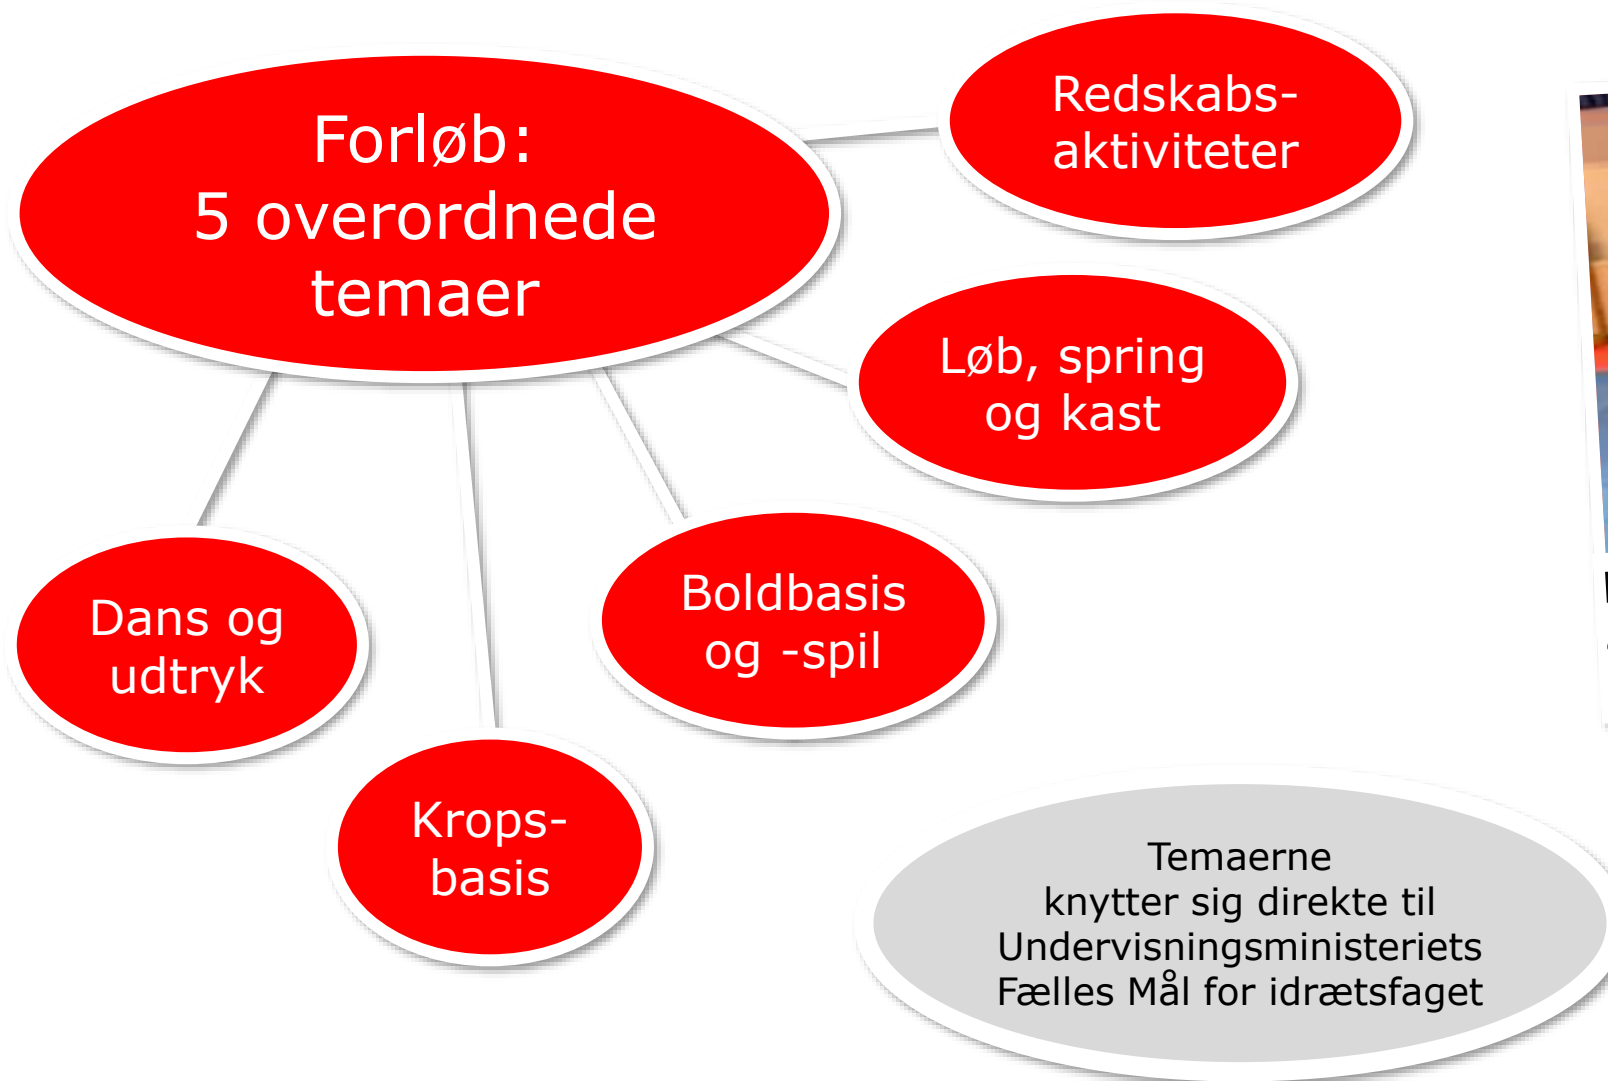 Forløb:
5 overordnede
temaer
Redskabs-
aktiviteter
Løb, spring
og kast
Boldbasis
og -spil
Dans og
udtryk
Krops-
basis
Temaerne
knytter sig direkte til
Undervisningsministeriets
Fælles Mål for idrætsfaget